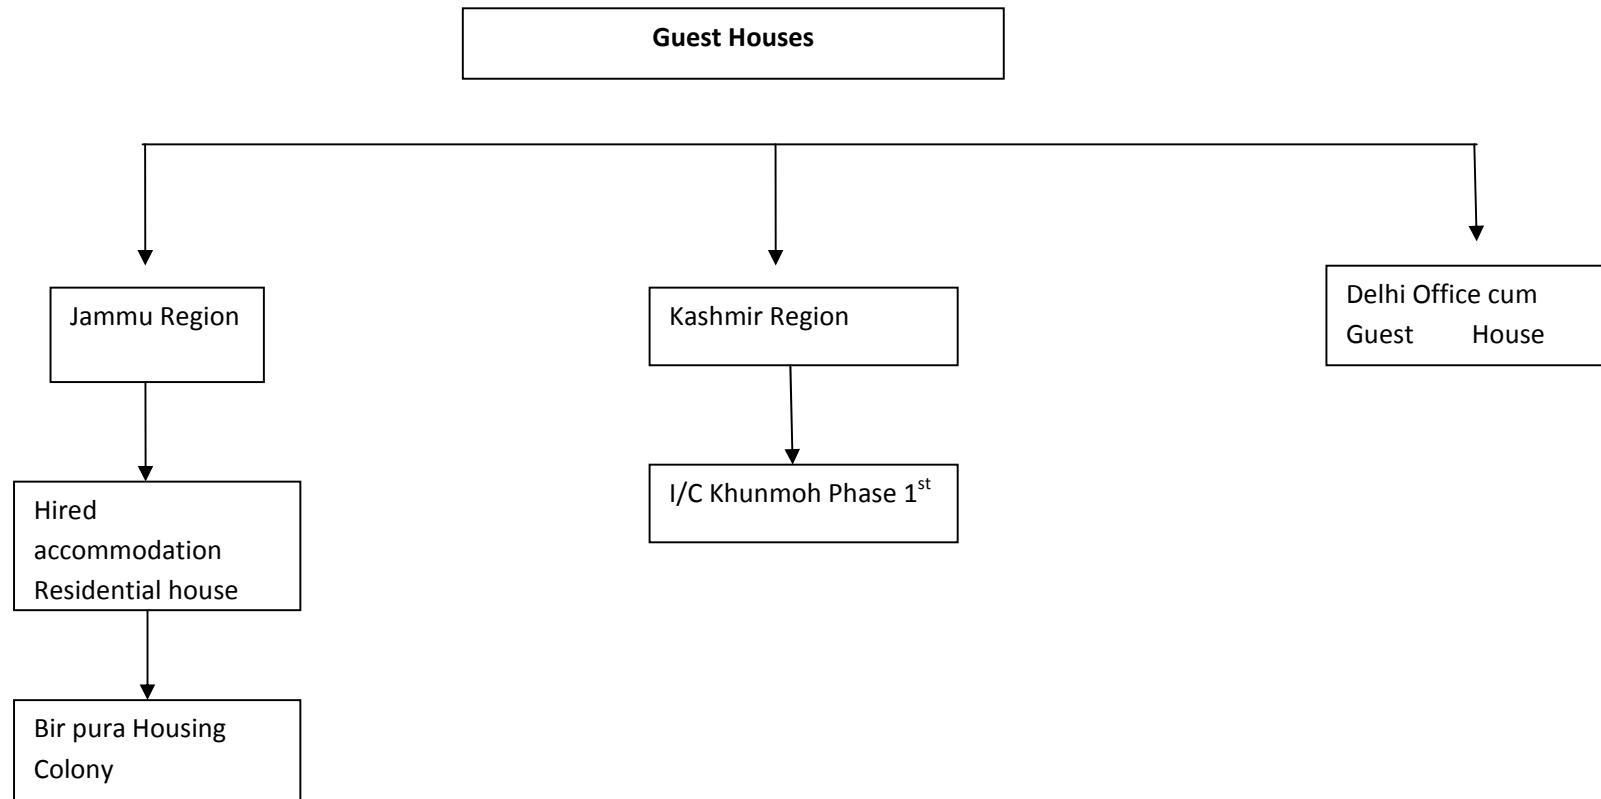 Guest Houses
Jammu Region
Kashmir Region
Delhi Office cum
Guest House
Hired
accommodation
Residential house
I/C Khunmoh Phase 1st
Bir pura Housing
Colony